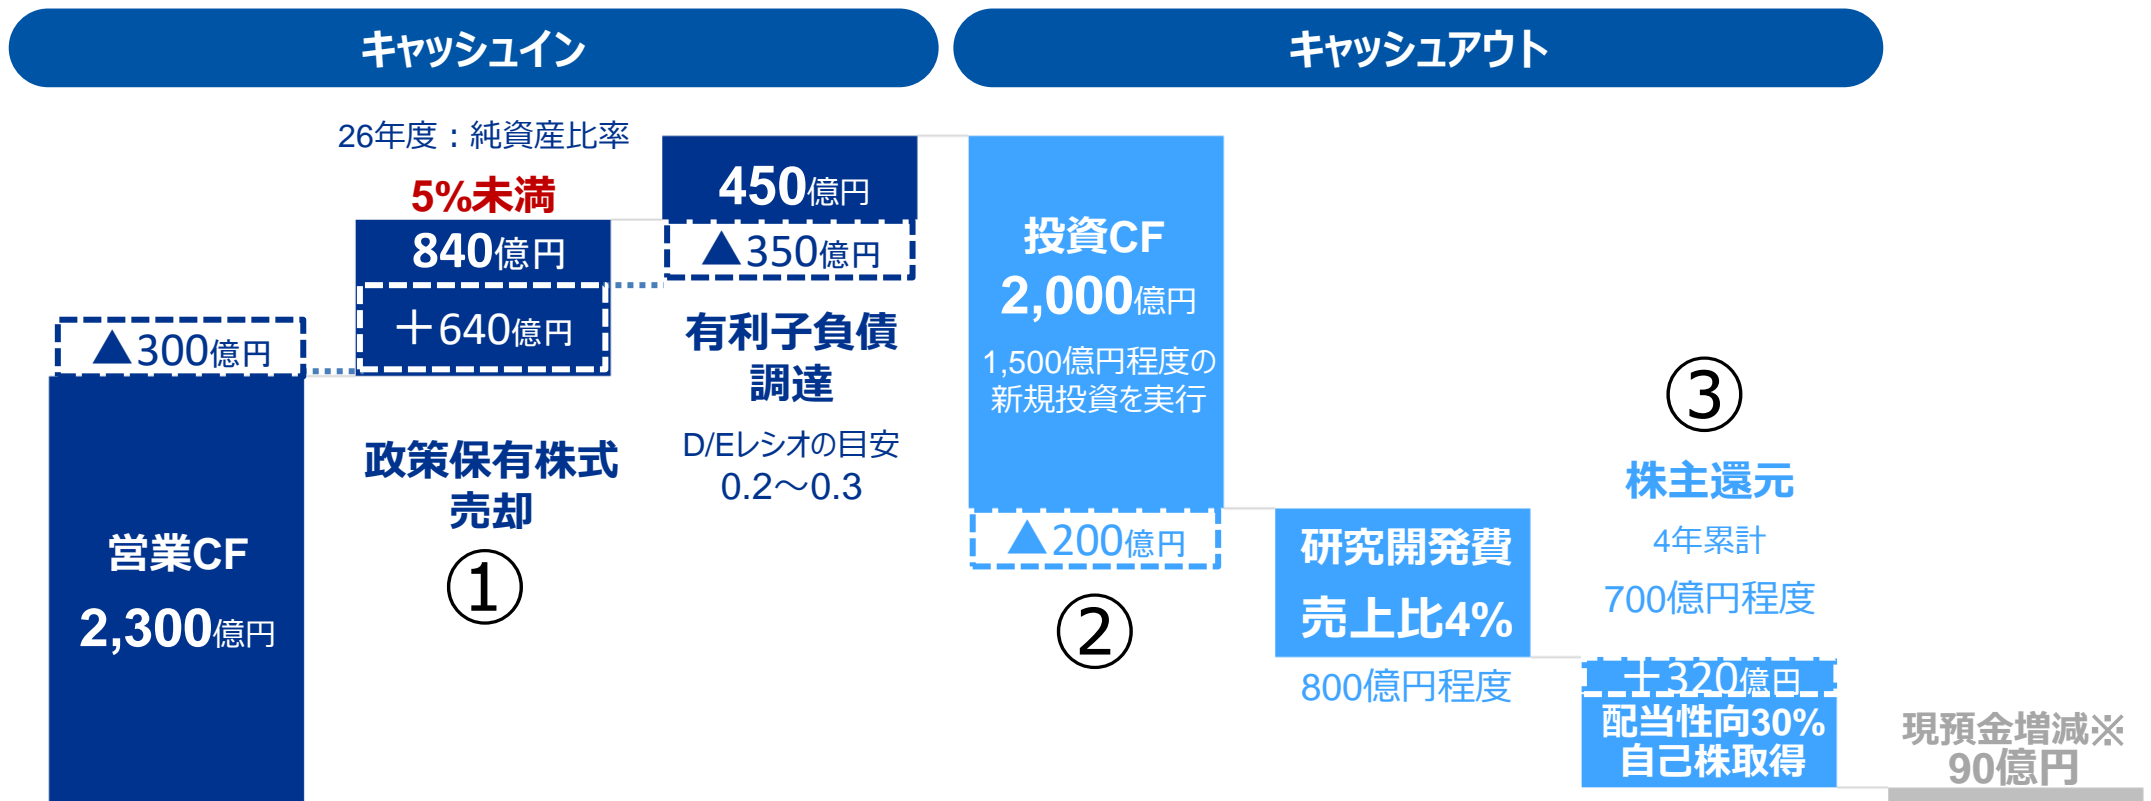 キャッシュイン
キャッシュアウト
▲300億円
営業CF
2,300億円
26年度：純資産比率
5%未満
840億円
＋640億円
政策保有株式
売却
①
450億円
▲350億円
有利子負債
調達
D/Eレシオの目安
0.2～0.3
投資CF
2,000億円
1,500億円程度の
新規投資を実行
▲200億円
②
研究開発費
売上比4%
800億円程度
③
株主還元
4年累計
700億円程度
＋320億円
配当性向30%
自己株取得
現預金増減※
90億円